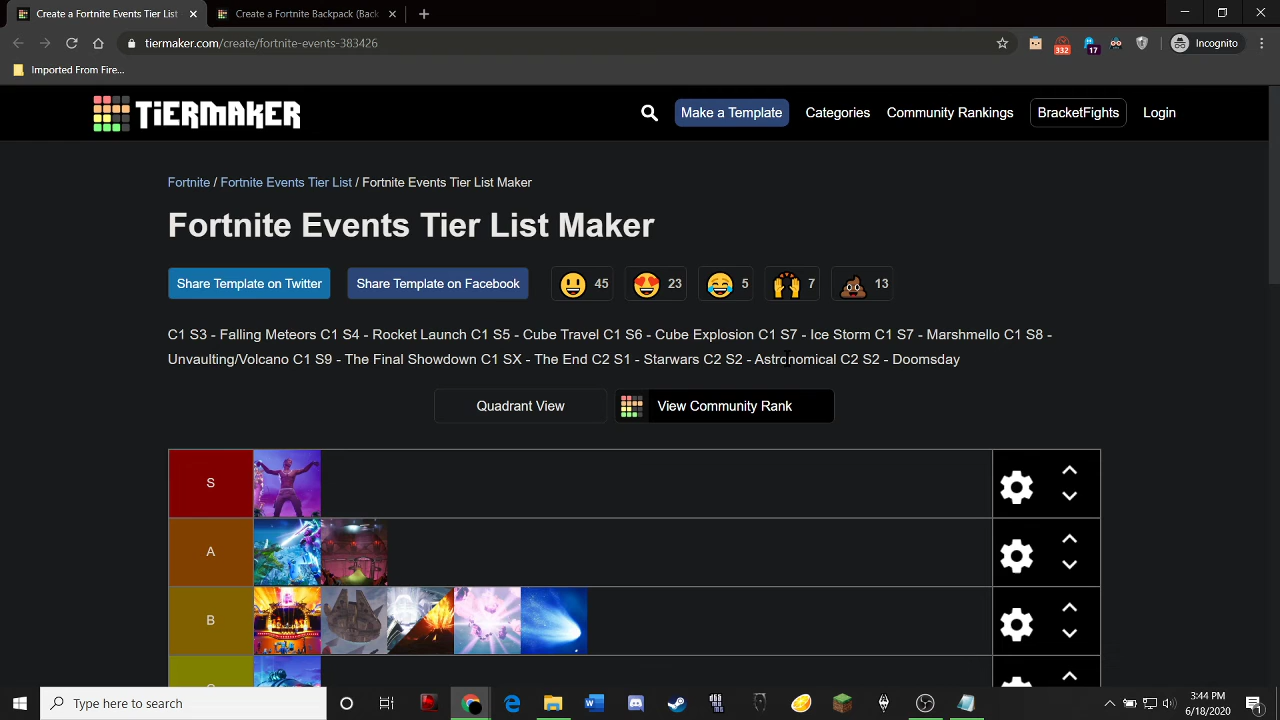 Create a Fortnite Events Tier List
Create a Fortnite Backpack (Back
tiermaker.com/create/fortnite-events-383426
332
17
Incognito
Imported From Fire...
TiERMAKER
Make a Template
Categories
Community Rankings
BracketFights
Login
Fortnite / Fortnite Events Tier List / Fortnite Events Tier List Maker
Fortnite Events Tier List Maker
Share Template on Twitter
Share Template on Facebook
45
23
5
7
13
C1 S3 - Falling Meteors C1 S4 - Rocket Launch C1 S5 - Cube Travel C1 S6 - Cube Explosion C1 S7 - Ice Storm C1 S7 - Marshmello C1 S8 -
Unvaulting/Volcano C1 S9 - The Final Showdown C1 SX - The End C2 S1 - Starwars C2 S2 - Astronomical C2 S2 - Doomsday
Quadrant View
View Community Rank
S
A
B
Type here to search
3:44 PM
6/18/2020
1